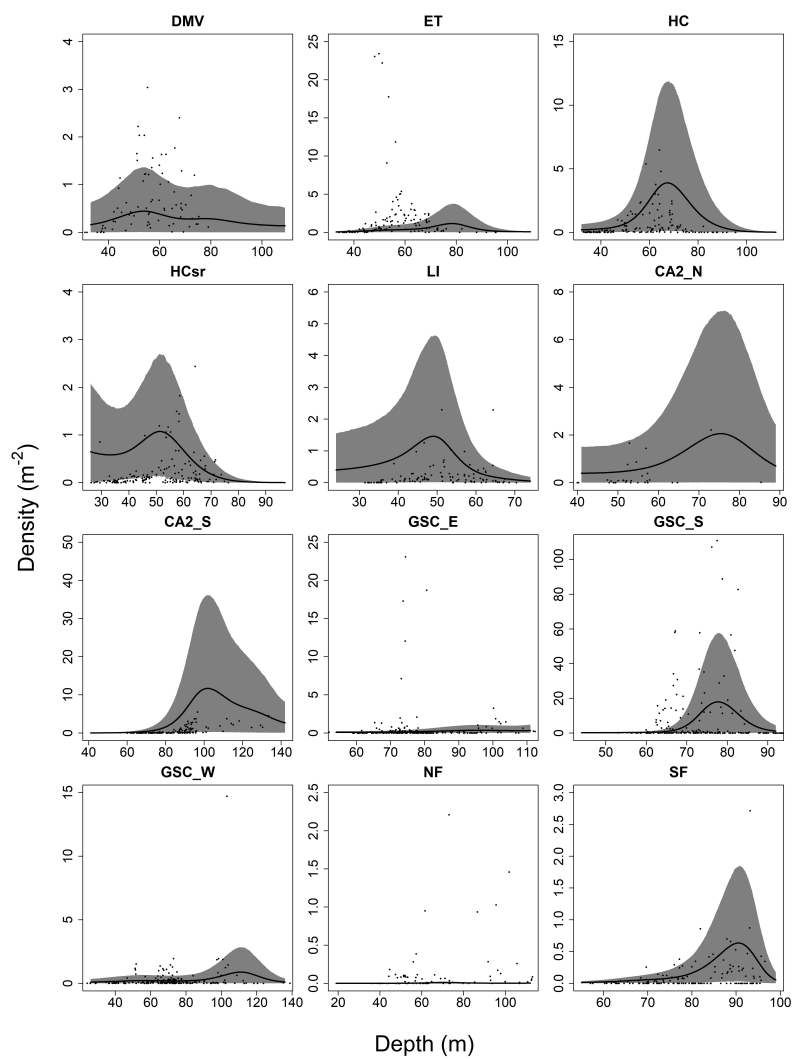 DMV
ET
HC
4
3
2
1
0
40 60 80 100
25
20
15
10
5
0
40 60 80 100
15
10
5
0
40 60 80 100
HCsr
LI
CA2_N
4
3
2
1
0
30 40 50 60 70 80 90
6
5
4
3
2
1
0
30 40 50 60 70
8
6
4
2
0
40 50 60 70 80 90
CA2_S
GSC_E
GSC_S
50
40
30
20
10
0
40 60 80 100 120 140
25
20
15
10
5
0
60 70 80 90 100 110
100
80
60
40
20
0
50 60 70 80 90
GSC_W
NF
SF
15
10
5
0
40 60 80 100 120 140
2.5
2.0
1.5
1.0
0.5
0.0
20 40 60 80 100
3.0
2.5
2.0
1.5
1.0
0.5
0.0
60 70 80 90 100
Density (m⁻²)
Depth (m)